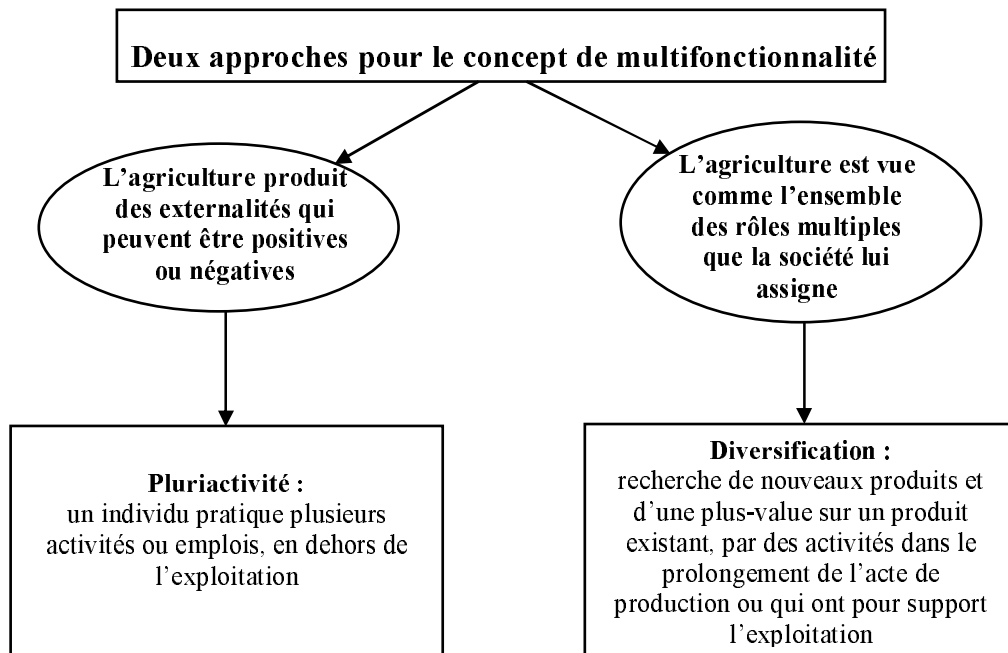 Deux approches pour le concept de multifonctionnalité
L’agriculture produit
des externalités qui
peuvent être positives
ou négatives
L’agriculture est vue
comme l’ensemble
des rôles multiples
que la société lui
assigne
Pluriactivité :
un individu pratique plusieurs
activités ou emplois, en dehors de
l’exploitation
Diversification :
recherche de nouveaux produits et
d’une plus-value sur un produit
existant, par des activités dans le
prolongement de l’acte de
production ou qui ont pour support
l’exploitation